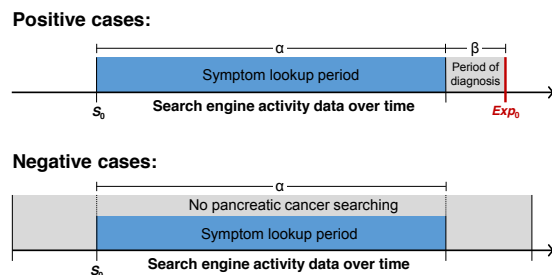 Positive cases:
α
β
Symptom lookup period
Period of
diagnosis
S₀
Search engine activity data over time
Exp₀
Negative cases:
α
No pancreatic cancer searching
Symptom lookup period
S₀
Search engine activity data over time